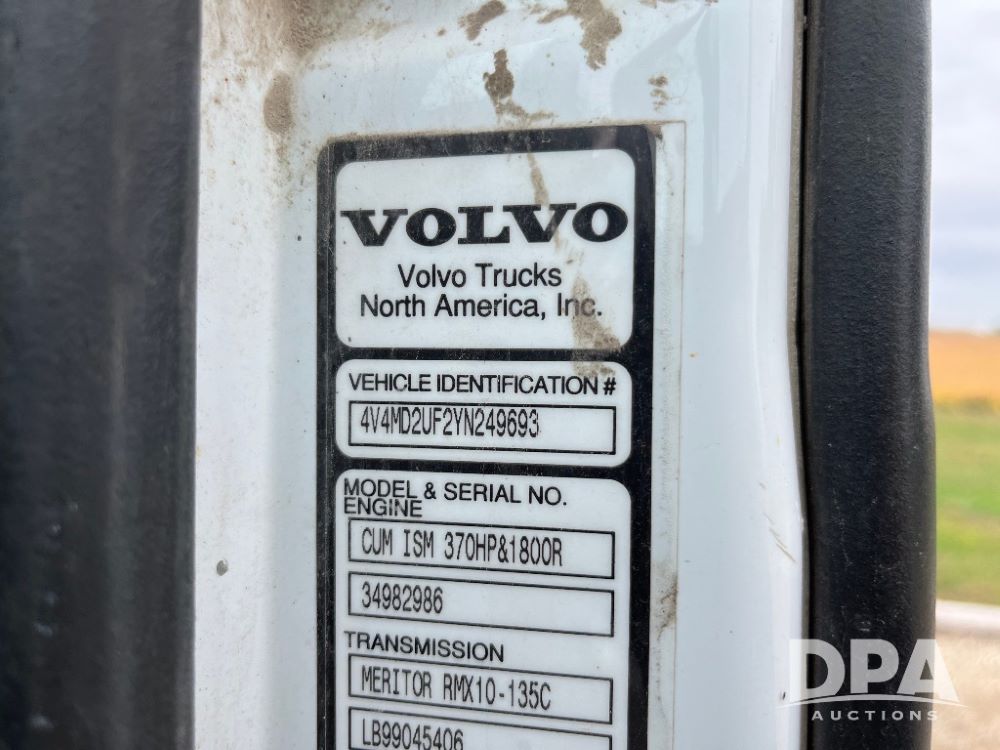 VOLVO
Volvo Trucks
North America, Inc.
VEHICLE IDENTIFICATION #
4V4MD2UF2YN249693
MODEL & SERIAL NO.
ENGINE
CUM ISM 370HP&1800R
34982986
TRANSMISSION
MERITOR RMX10-135C
LB99045406
DPA
AUCTIONS